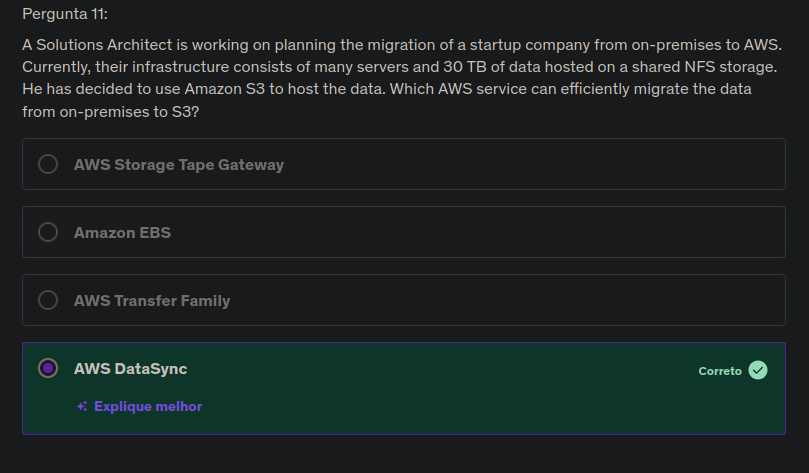 Pergunta 11:
A Solutions Architect is working on planning the migration of a startup company from on-premises to AWS.
Currently, their infrastructure consists of many servers and 30 TB of data hosted on a shared NFS storage.
He has decided to use Amazon S3 to host the data. Which AWS service can efficiently migrate the data
from on-premises to S3?
AWS Storage Tape Gateway
Amazon EBS
AWS Transfer Family
AWS DataSync
Correto
Explique melhor